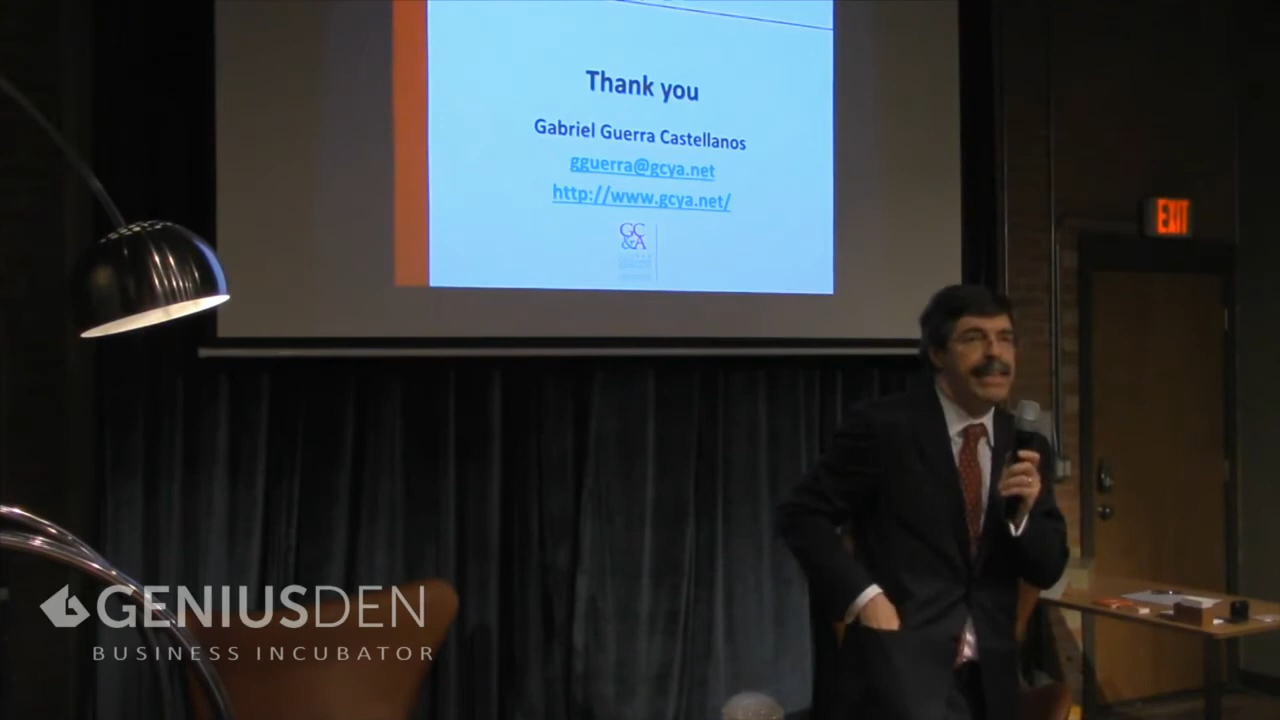 Thank you
Gabriel Guerra Castellanos
gguerra@gcya.net
http://www.gcya.net/
GC
&A
EXIT
GENIUSDEN
BUSINESS INCUBATOR